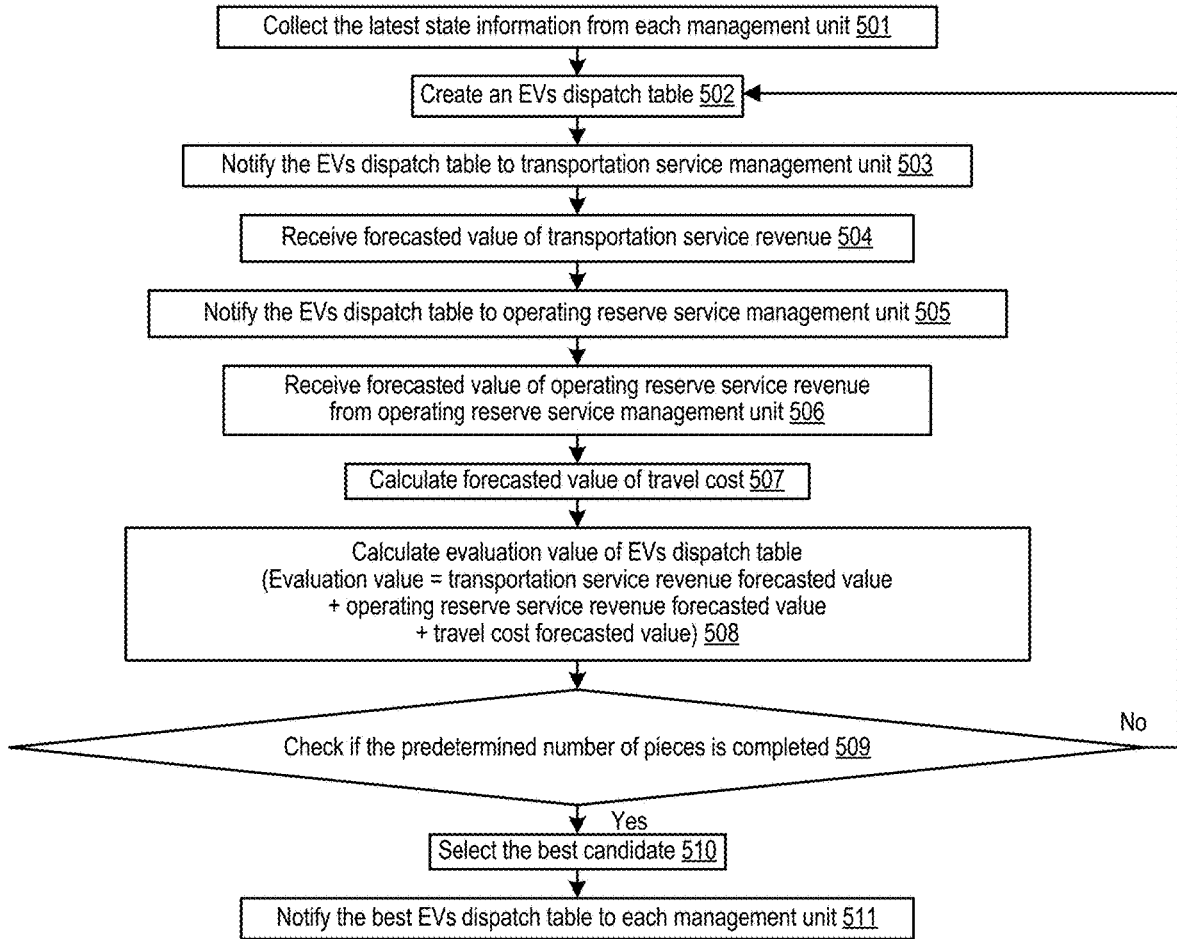 Collect the latest state information from each management unit 501
Create an EVs dispatch table 502
Notify the EVs dispatch table to transportation service management unit 503
Receive forecasted value of transportation service revenue 504
Notify the EVs dispatch table to operating reserve service management unit 505
Receive forecasted value of operating reserve service revenue
from operating reserve service management unit 506
Calculate forecasted value of travel cost 507
Calculate evaluation value of EVs dispatch table
(Evaluation value = transportation service revenue forecasted value
+ operating reserve service revenue forecasted value
+ travel cost forecasted value) 508
No
Check if the predetermined number of pieces is completed 509
Yes
Select the best candidate 510
Notify the best EVs dispatch table to each management unit 511